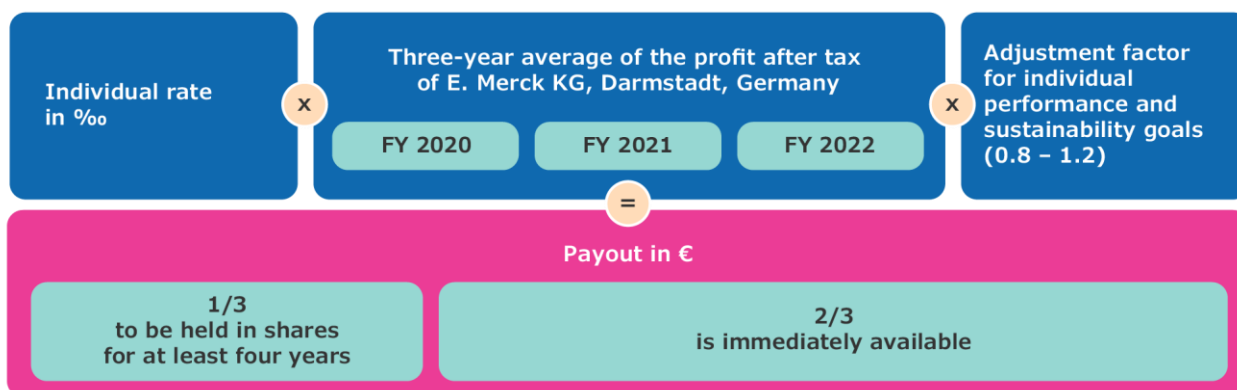 Individual rate
in ‰
x
Three-year average of the profit after tax
of E. Merck KG, Darmstadt, Germany
FY 2020
FY 2021
FY 2022
x
Adjustment factor
for individual
performance and
sustainability goals
(0.8 – 1.2)
=
Payout in €
1/3
to be held in shares
for at least four years
2/3
is immediately available